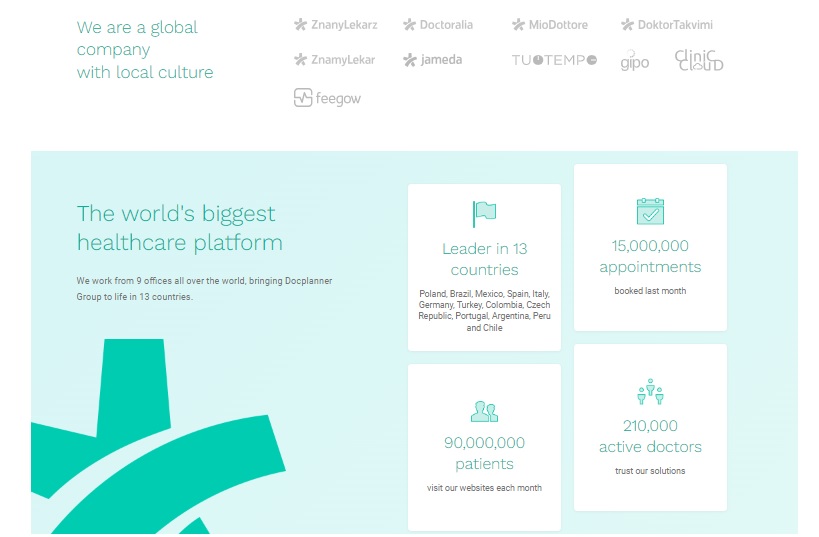 We are a global
company
with local culture
ZnanyLekarz
Doctoralia
MioDottore
DoktorTakvimi
ZnamyLekar
jameda
TUOTEMPO
gipo
CLiNiC CLOUD
feegow
The world's biggest
healthcare platform
We work from 9 offices all over the world, bringing Docplanner
Group to life in 13 countries.
Leader in 13
countries
Poland, Brazil, Mexico, Spain, Italy,
Germany, Turkey, Colombia, Czech
Republic, Portugal, Argentina, Peru
and Chile
15,000,000
appointments
booked last month
90,000,000
patients
visit our websites each month
210,000
active doctors
trust our solutions